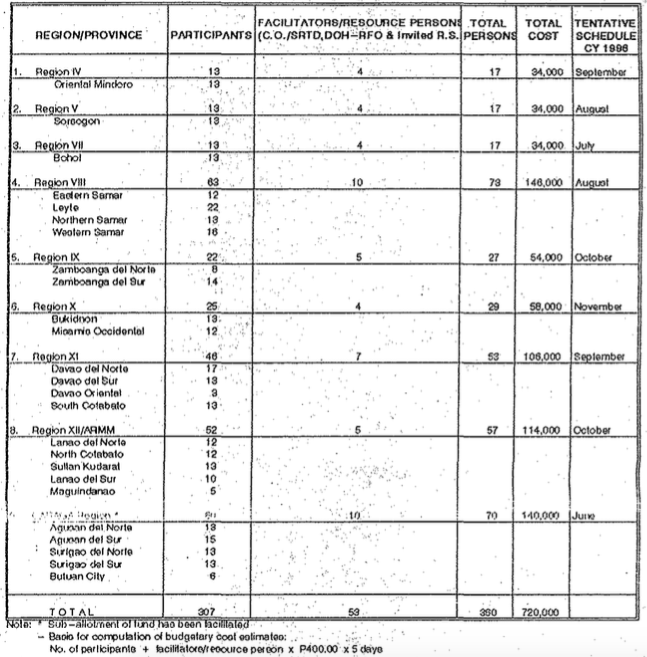 REGION/PROVINCE PARTICIPANTS FACILITATORS/RESOURCE PERSONS (C.O./SRTD,DOH-RFO & Invited R.S. TOTAL PERSONS TOTAL COST TENTATIVE SCHEDULE CY 1996
1. Region IV 13 4 17 34,000 September
Oriental Mindoro 13
2. Region V 13 4 17 34,000 August
Sorsogon 13
3. Region VII 13 4 17 34,000 July
Bohol 13
4. Region VIII 63 10 73 146,000 August
Eastern Samar 12
Leyte 22
Northern Samar 13
Western Samar 16
5. Region IX 22 5 27 54,000 October
Zamboanga del Norte 8
Zamboanga del Sur 14
6. Region X 25 4 29 58,000 November
Bukidnon 13
Misamis Occidental 12
7. Region XI 46 7 53 106,000 September
Davao del Norte 17
Davao del Sur 13
Davao Oriental 3
South Cotabato 13
8. Region XII/ARMM 52 5 57 114,000 October
Lanao del Norte 12
North Cotabato 12
Sultan Kudarat 13
Lanao del Sur 10
Maguindanao 5
Region * 10 70 140,000 June
Agusan del Norte 13
Agusan del Sur 15
Surigao del Norte 13
Surigao del Sur 13
Butuan City 6
TOTAL 307 53 360 720,000
Note: * Sub-allotment of fund has been facilitated
- Basis for computation of budgetary cost estimates:
No. of participants + facilitators/resource person x P400.00 x 5 days